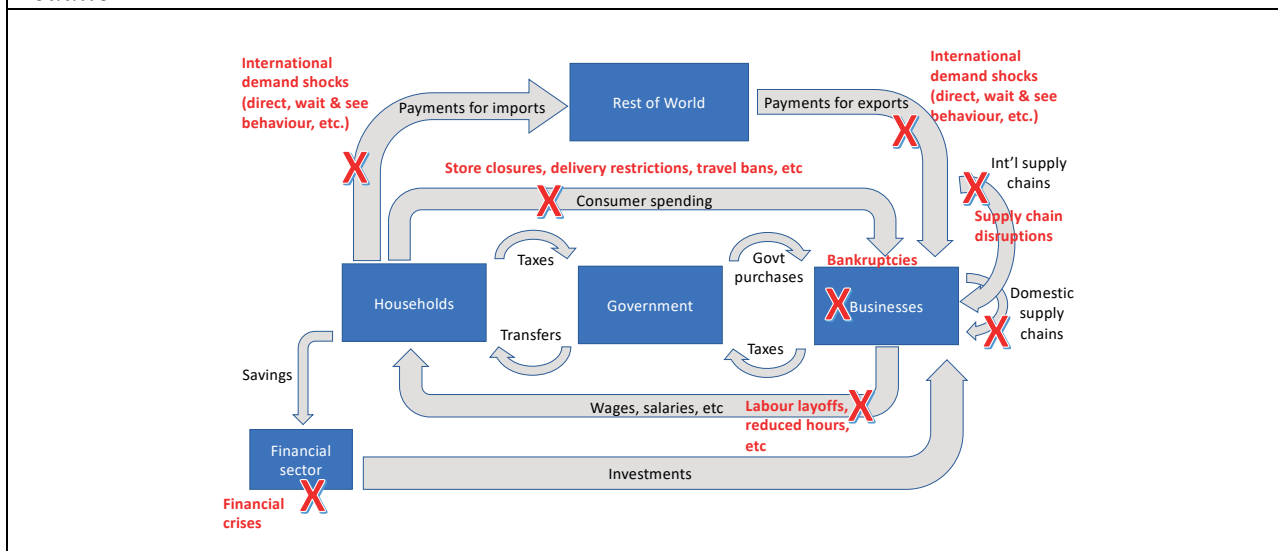 International
demand shocks
(direct, wait & see
behaviour, etc.)
Payments for imports
Rest of World
Payments for exports
International
demand shocks
(direct, wait & see
behaviour, etc.)
X
X
Int'l supply
chains
X
Supply chain
disruptions
Store closures, delivery restrictions, travel bans, etc
X
Consumer spending
Taxes
Govt
purchases
Bankruptcies
Households
Government
X
Businesses
Domestic
supply
chains
X
Transfers
Taxes
Savings
Wages, salaries, etc
Labour layoffs,
reduced hours,
etc
X
Financial
sector
X
Investments
Financial
crises